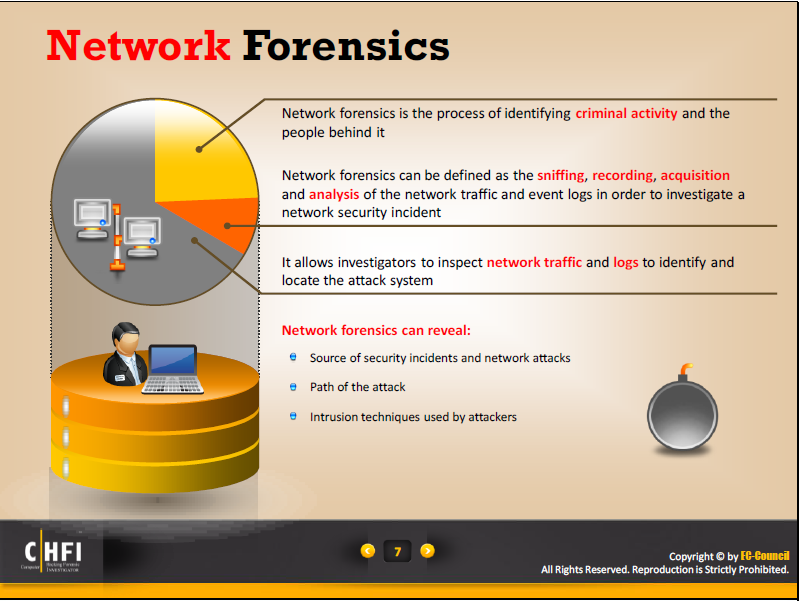 Network Forensics
Network forensics is the process of identifying criminal activity and the
people behind it
Network forensics can be defined as the sniffing, recording, acquisition
and analysis of the network traffic and event logs in order to investigate a
network security incident
It allows investigators to inspect network traffic and logs to identify and
locate the attack system
Network forensics can reveal:
Source of security incidents and network attacks
Path of the attack
Intrusion techniques used by attackers
CHFI
Computer Hacking Forensic
INVESTIGATOR
7
Copyright © by EC-Council
All Rights Reserved. Reproduction is Strictly Prohibited.